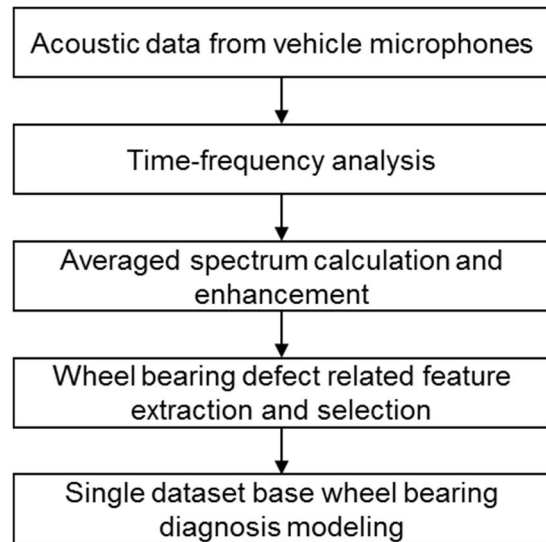 Acoustic data from vehicle microphones
Time-frequency analysis
Averaged spectrum calculation and
enhancement
Wheel bearing defect related feature
extraction and selection
Single dataset base wheel bearing
diagnosis modeling